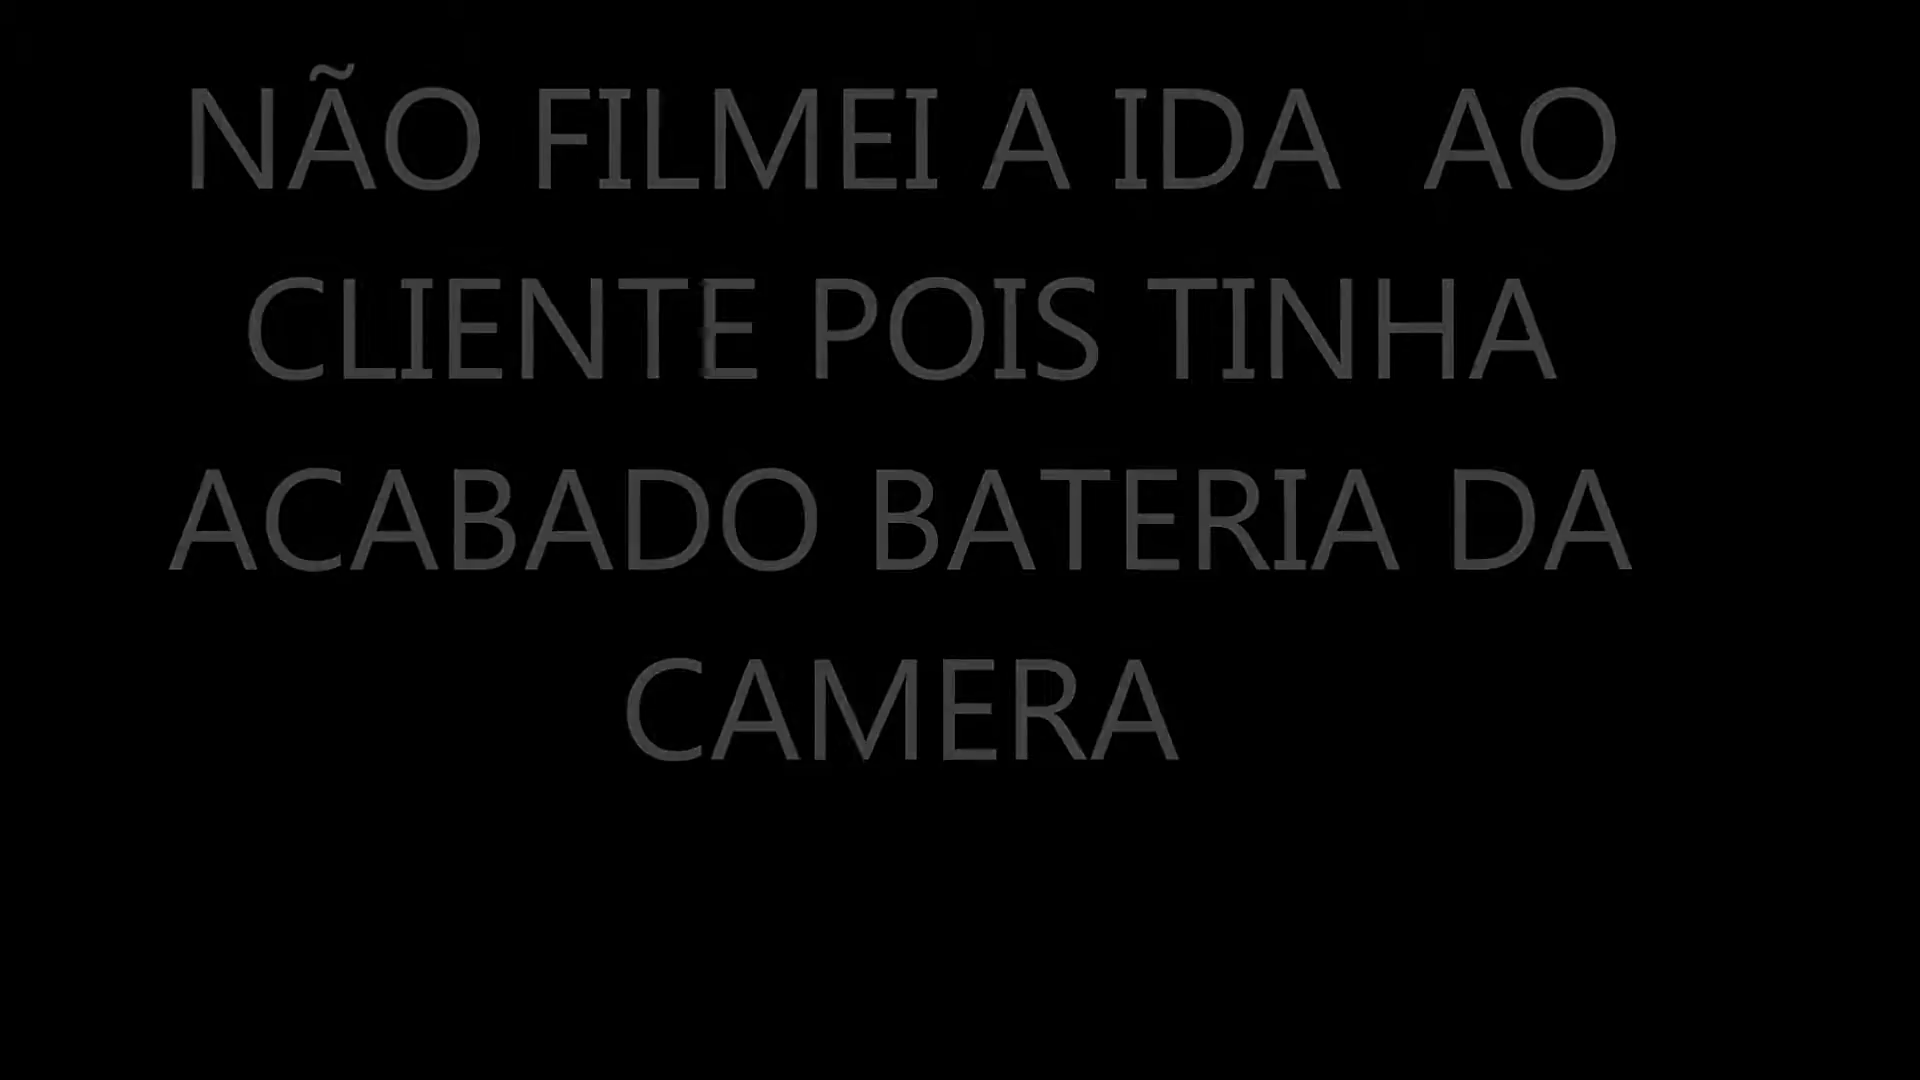 NÃO FILMEI A IDA  AO
CLIENTE POIS TINHA
ACABADO BATERIA DA
CAMERA